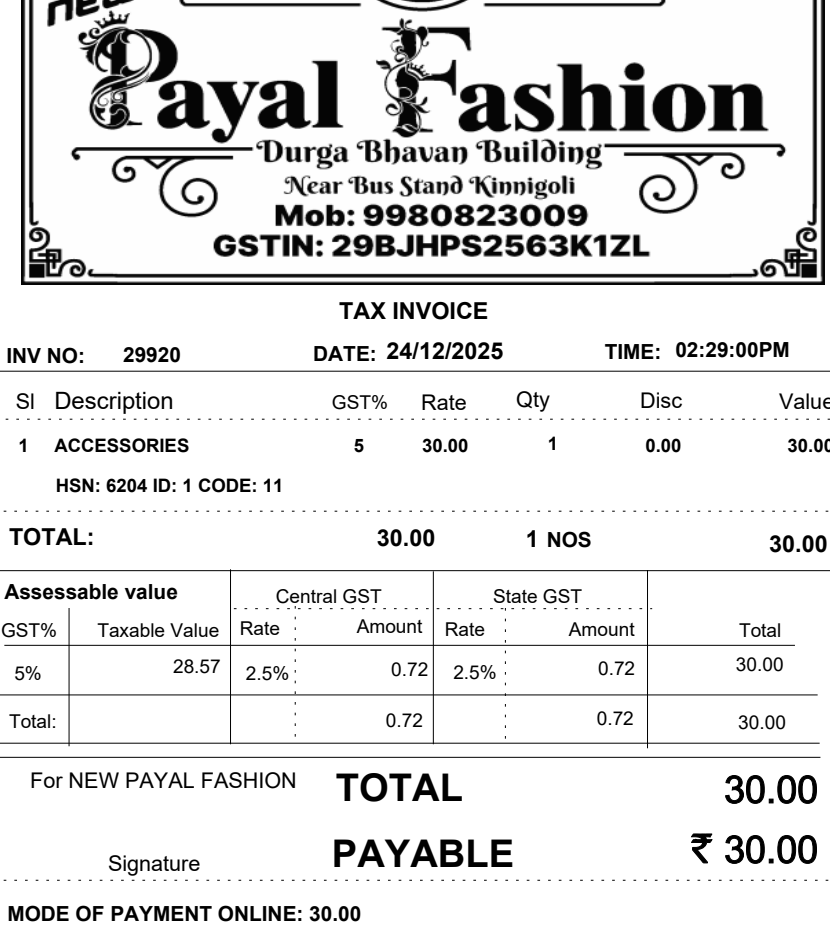 new
Payal Fashion
Durga Bhavan Building
Near Bus Stand Kinnigoli
Mob: 9980823009
GSTIN: 29BJHPS2563K1ZL
TAX INVOICE
INV NO: 29920 DATE: 24/12/2025 TIME: 02:29:00PM
Sl Description GST% Rate Qty Disc Value
1 ACCESSORIES 5 30.00 1 0.00 30.00
HSN: 6204 ID: 1 CODE: 11
TOTAL: 30.00 1 NOS 30.00
Assessable value Central GST State GST
GST% Taxable Value Rate Amount Rate Amount Total
5% 28.57 2.5% 0.72 2.5% 0.72 30.00
Total: 0.72 0.72 30.00
For NEW PAYAL FASHION TOTAL 30.00
PAYABLE ₹ 30.00
Signature
MODE OF PAYMENT ONLINE: 30.00